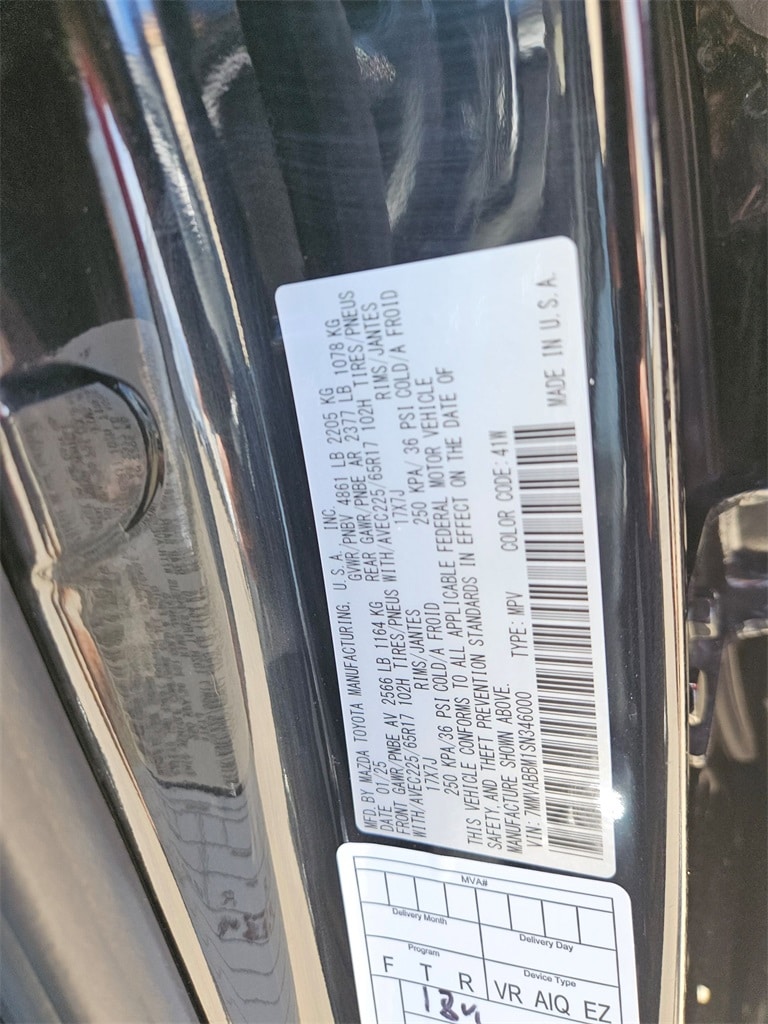 MFD. BY MAZDA TOYOTA MANUFACTURING, U.S.A., INC.
DATE 01/25 GVWR/PNBV 4861 LB 2205 KG
FRONT GAWR/PNBE AV 2566 LB 1164 KG REAR GAWR/PNBE AR 2377 LB 1078 KG
WITH/AVEC225/65R17 102H TIRES/PNEUS WITH/AVEC225/65R17 102H TIRES/PNEUS
17X7J RIMS/JANTES 17X7J RIMS/JANTES
250 KPA/36 PSI COLD/A FROID 250 KPA/36 PSI COLD/A FROID
THIS VEHICLE CONFORMS TO ALL APPLICABLE FEDERAL MOTOR VEHICLE
SAFETY AND THEFT PREVENTION STANDARDS IN EFFECT ON THE DATE OF
MANUFACTURE SHOWN ABOVE.
VIN: 7MMVABBM1SN346000 TYPE: MPV COLOR CODE: 41W
MADE IN U.S.A.
MVA#
Delivery Month Delivery Day
Program Device Type
F T R VR AIQ EZ